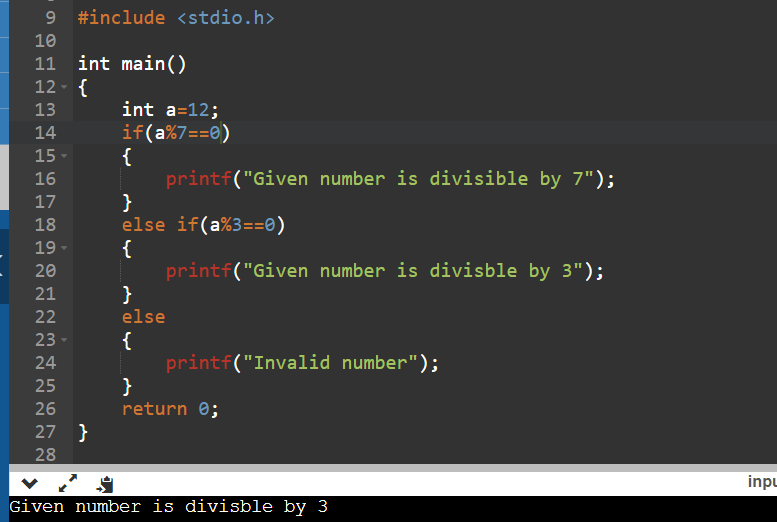 9 #include <stdio.h>
10
11 int main()
12 {
13     int a=12;
14     if(a%7==0)
15     {
16         printf("Given number is divisible by 7");
17     }
18     else if(a%3==0)
19     {
20         printf("Given number is divisble by 3");
21     }
22     else
23     {
24         printf("Invalid number");
25     }
26     return 0;
27 }
28
Given number is divisble by 3